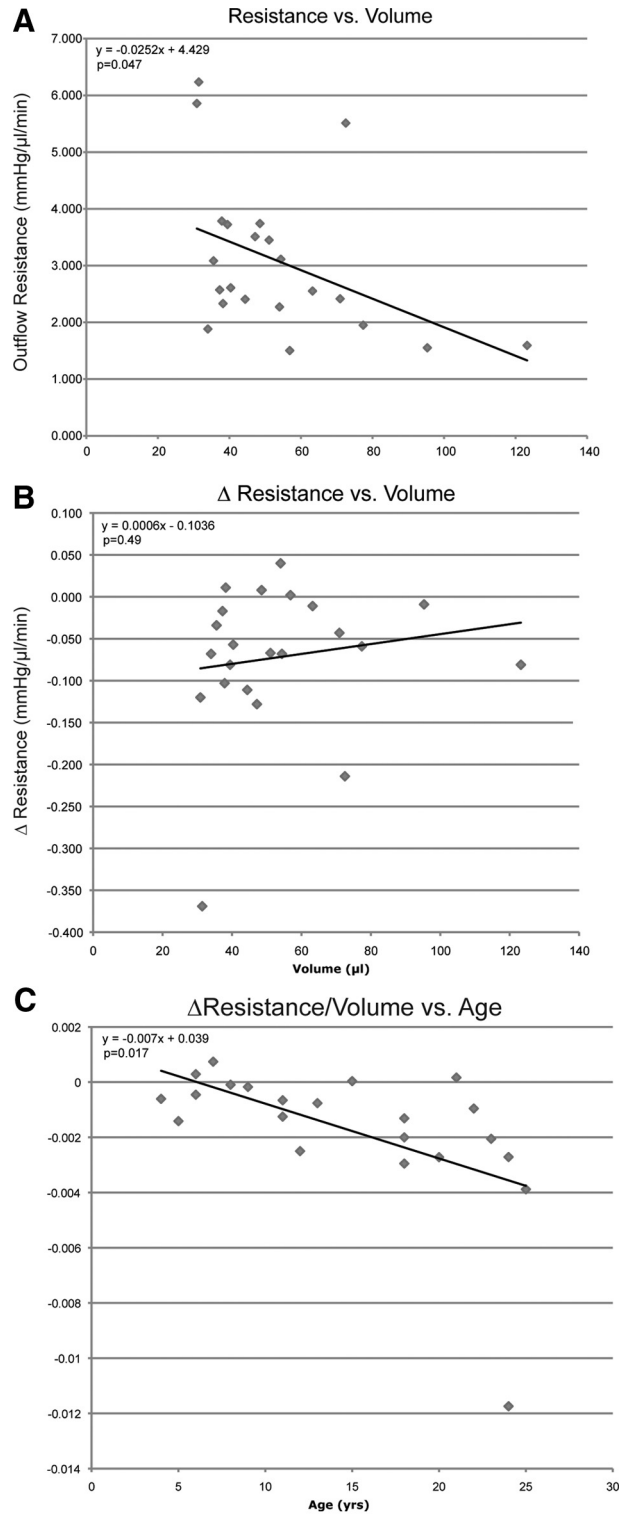 A
Resistance vs. Volume
y = -0.0252x + 4.429
p=0.047
Outflow Resistance (mmHg/µl/min)
7.000
6.000
5.000
4.000
3.000
2.000
1.000
0.000
0 20 40 60 80 100 120 140
B
Δ Resistance vs. Volume
y = 0.0006x - 0.1036
p=0.49
Δ Resistance (mmHg/µl/min)
0.100
0.050
0.000
-0.050
-0.100
-0.150
-0.200
-0.250
-0.300
-0.350
-0.400
0 20 40 60 80 100 120 140
Volume (µl)
C
ΔResistance/Volume vs. Age
y = -0.007x + 0.039
p=0.017
0.002
0
-0.002
-0.004
-0.006
-0.008
-0.01
-0.012
-0.014
0 5 10 15 20 25 30
Age (yrs)